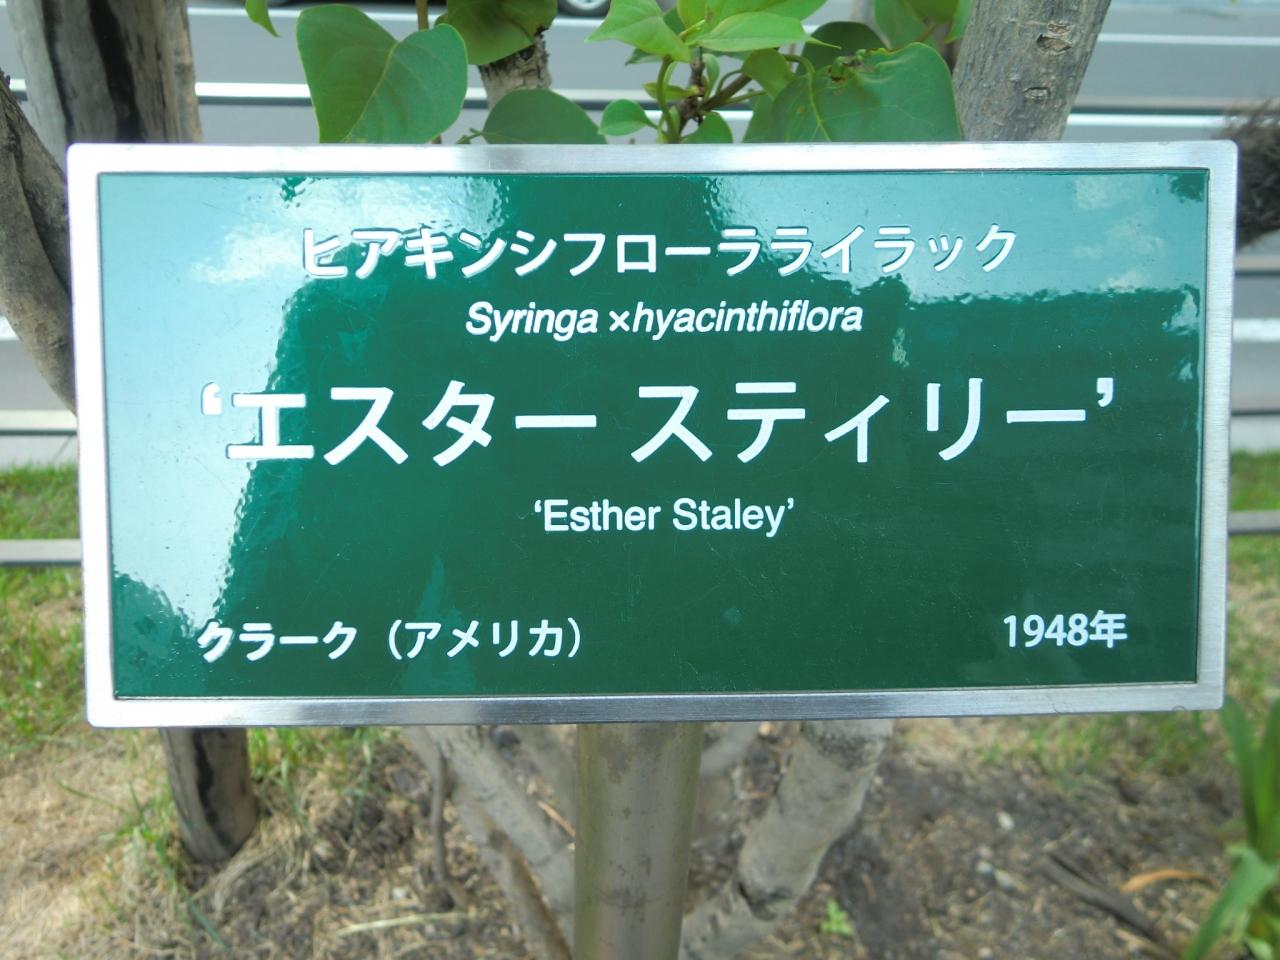 ヒアキンシフローラライラック
Syringa ×hyacinthiflora
‘エスター スティリー’
‘Esther Staley’
クラーク（アメリカ） 1948年